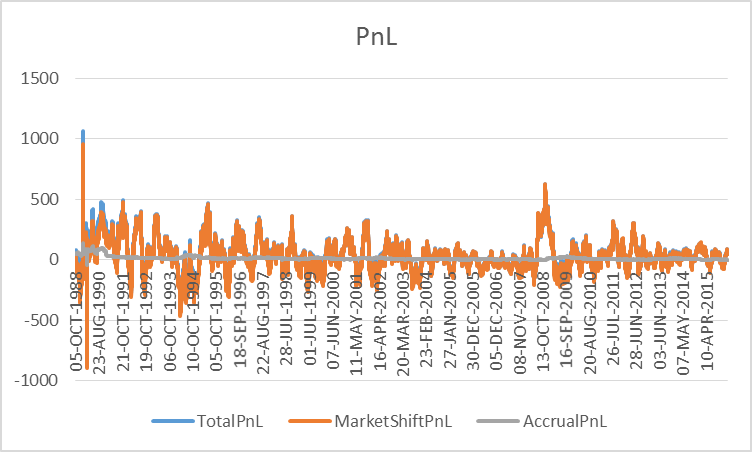 PnL
1500
1000
500
0
-500
-1000
05-OCT-1988
23-AUG-1990
21-OCT-1991
19-OCT-1992
06-OCT-1993
10-OCT-1994
05-OCT-1995
18-SEP-1996
22-AUG-1997
28-JUL-1998
01-JUL-1999
07-JUN-2000
11-MAY-2001
16-APR-2002
20-MAR-2003
23-FEB-2004
27-JAN-2005
30-DEC-2005
05-DEC-2006
08-NOV-2007
13-OCT-2008
16-SEP-2009
20-AUG-2010
26-JUL-2011
28-JUN-2012
03-JUN-2013
07-MAY-2014
10-APR-2015
TotalPnL MarketShiftPnL AccrualPnL